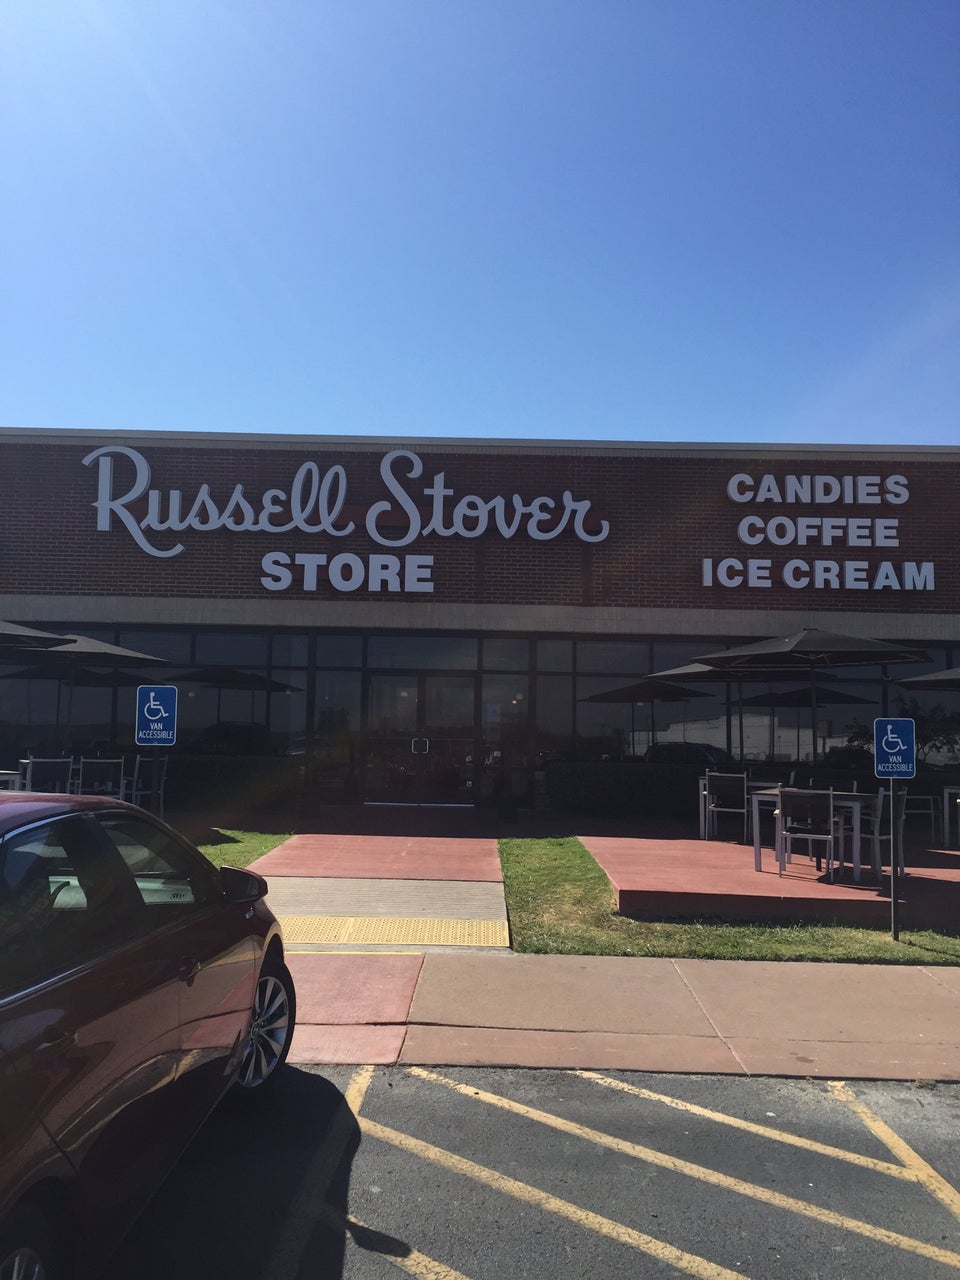 Russell Stover
STORE
CANDIES
COFFEE
ICE CREAM
VAN
ACCESSIBLE
VAN
ACCESSIBLE